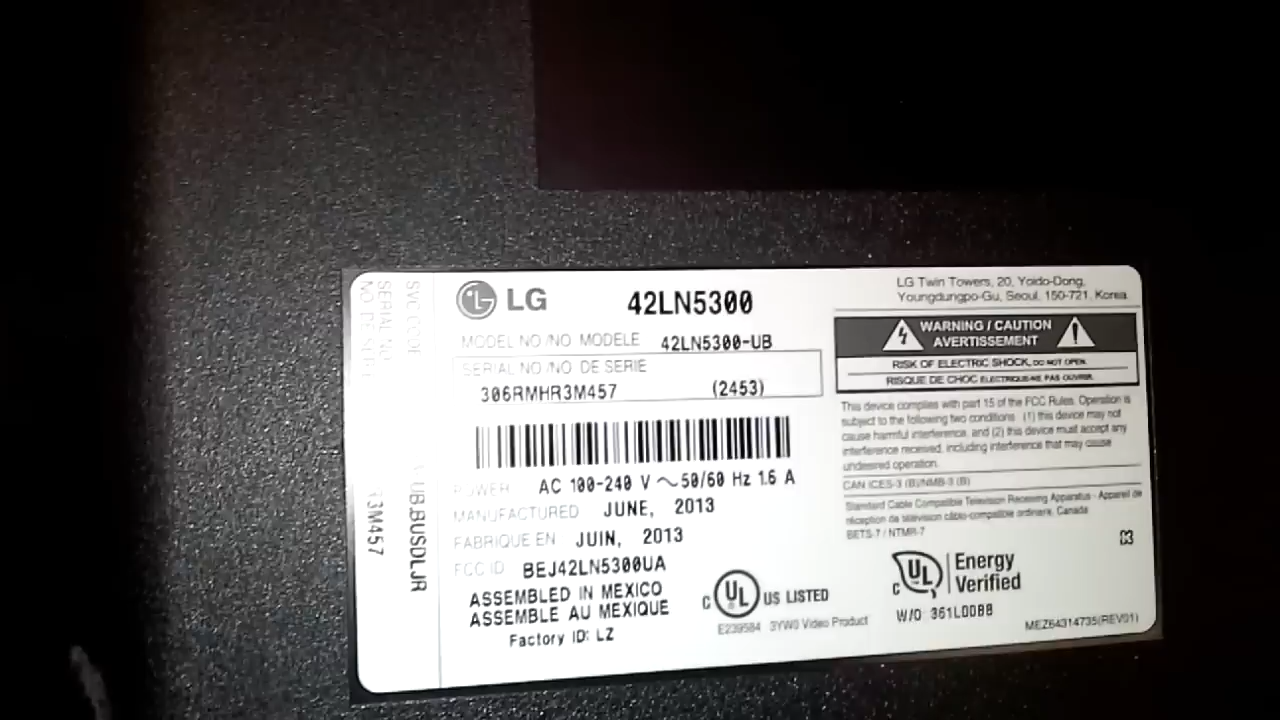 LG
42LN5300
MODEL NO./NO. MODELE 42LN5300-UB
SERIAL NO./NO. DE SERIE
306RMHR3M457 (2453)
POWER AC 100-240 V ~ 50/60 Hz 1.6 A
MANUFACTURED JUNE, 2013
FABRIQUE EN JUIN, 2013
FCC ID BEJ42LN5300UA
ASSEMBLED IN MEXICO
ASSEMBLE AU MEXIQUE
Factory ID: LZ
C UL US LISTED
E239584 3YW0 Video Product
LG Twin Towers, 20, Yoido-Dong,
Youngdungpo-Gu, Seoul, 150-721, Korea.
WARNING / CAUTION
AVERTISSEMENT
RISK OF ELECTRIC SHOCK, DO NOT OPEN.
RISQUE DE CHOC ELECTRIQUE-NE PAS OUVRIR.
This device complies with part 15 of the FCC Rules. Operation is
subject to the following two conditions. (1) this device may not
cause harmful interference, and (2) this device must accept any
interference received, including interference that may cause
undesired operation.
CAN ICES-3 (B)/NMB-3 (B)
Standard Cable Compatible Television Receiving Apparatus - Appareil de
réception de télévision câblo-compatible ordinaire, Canada
BETS-7 / NTMR-7
C UL Energy
Verified
W/O 361L0088
MEZ64314735(REV01)
SVC CODE
UB.BUSDLJR
SERIAL NO
NO DE SERIE
3M457